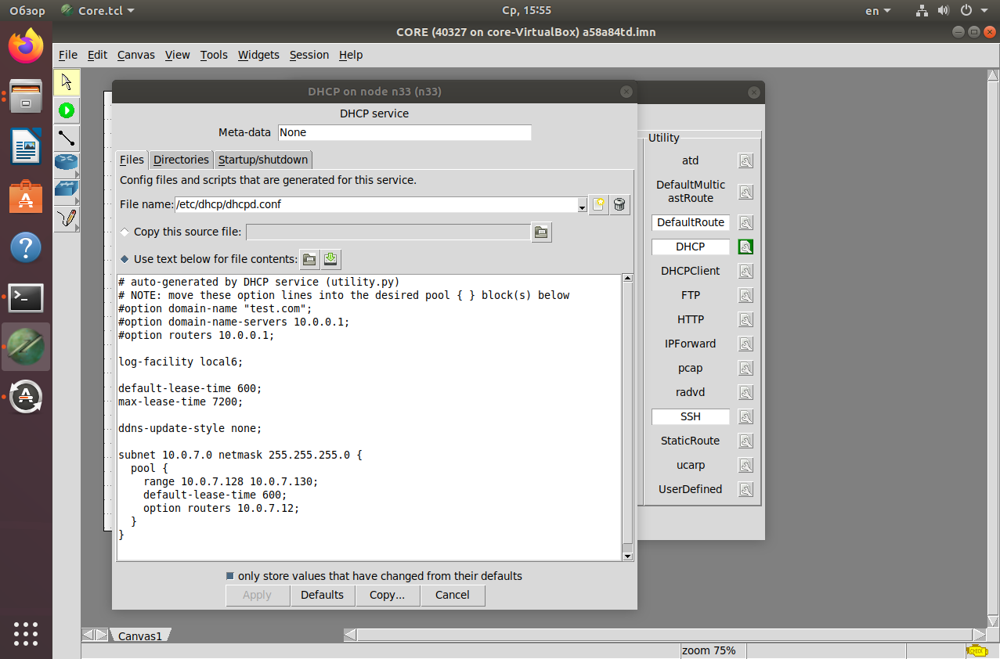 Обзор Core.tcl Ср, 15:55 en
CORE (40327 on core-VirtualBox) a58a84td.imn
File Edit Canvas View Tools Widgets Session Help
DHCP on node n33 (n33)
DHCP service
Meta-data None
Files Directories Startup/shutdown
Config files and scripts that are generated for this service.
File name: /etc/dhcp/dhcpd.conf
Copy this source file:
Use text below for file contents:
# auto-generated by DHCP service (utility.py)
# NOTE: move these option lines into the desired pool { } block(s) below
#option domain-name "test.com";
#option domain-name-servers 10.0.0.1;
#option routers 10.0.0.1;
log-facility local6;
default-lease-time 600;
max-lease-time 7200;
ddns-update-style none;
subnet 10.0.7.0 netmask 255.255.255.0 {
pool {
range 10.0.7.128 10.0.7.130;
default-lease-time 600;
option routers 10.0.7.12;
}
}
only store values that have changed from their defaults
Apply Defaults Copy... Cancel
Utility
atd
DefaultMultic
astRoute
DefaultRoute
DHCP
DHCPClient
FTP
HTTP
IPForward
pcap
radvd
SSH
StaticRoute
ucarp
UserDefined
Canvas1
zoom 75%
CHECK